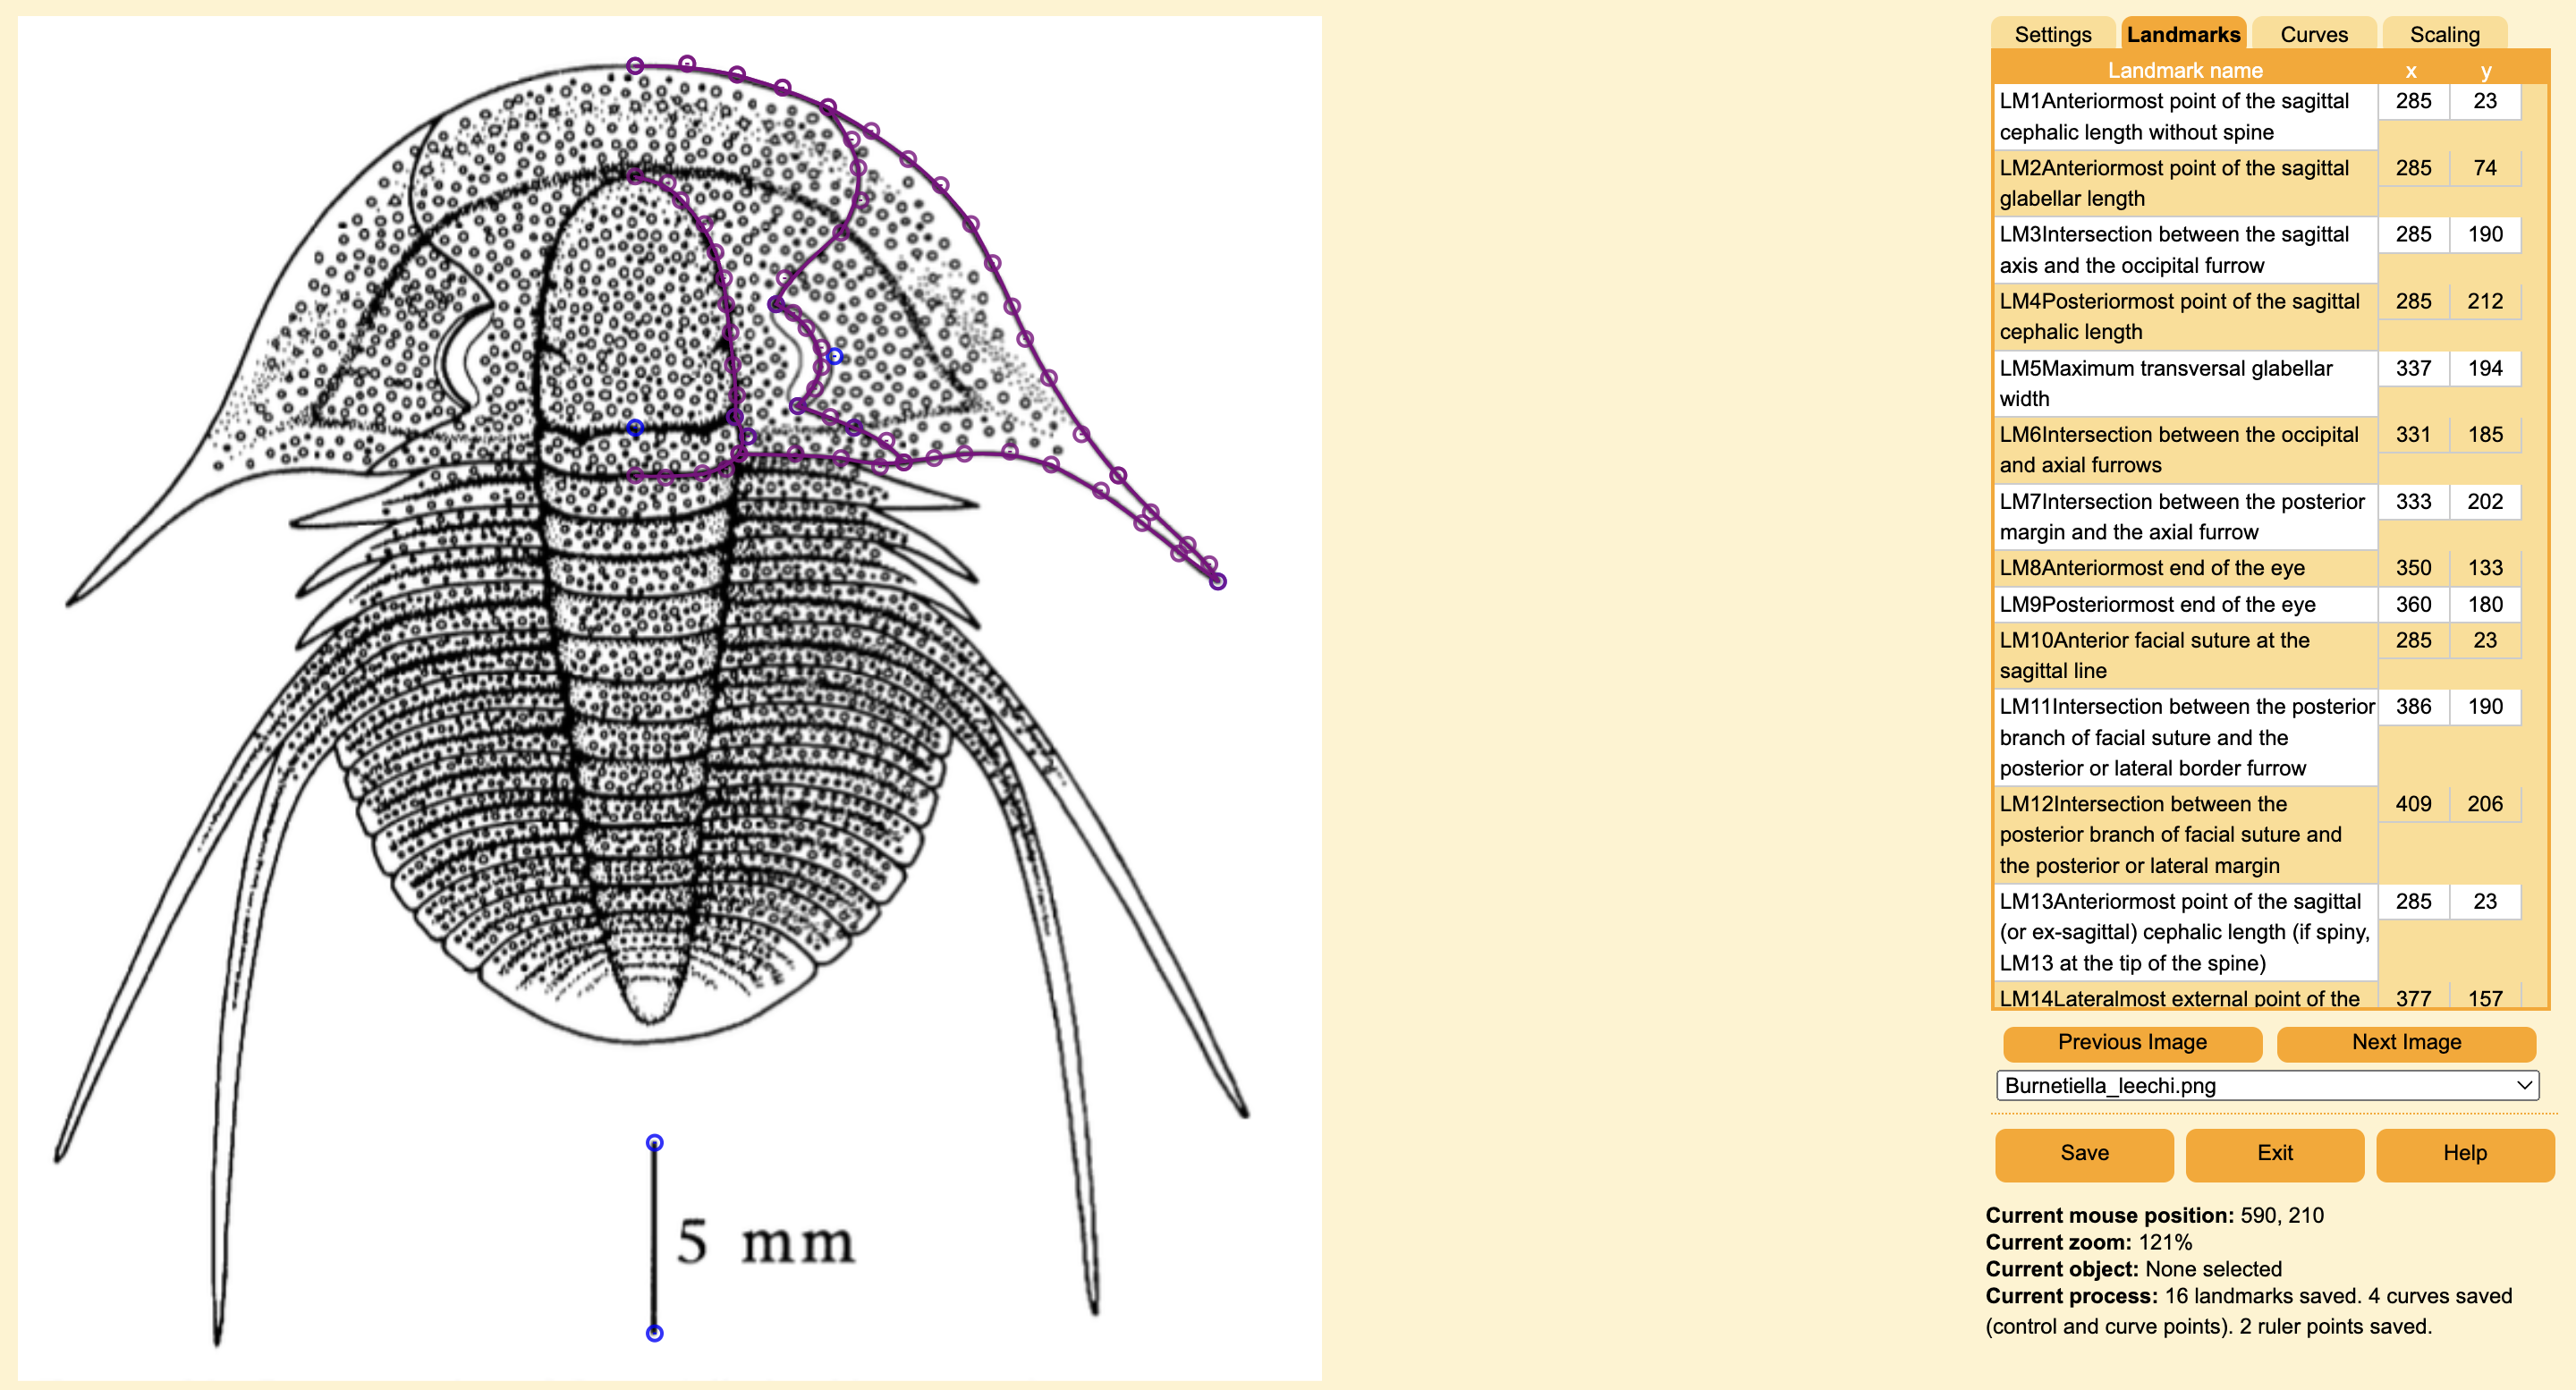 5 mm
Settings Landmarks Curves Scaling
Landmark name x y
LM1Anteriormost point of the sagittal 285 23
cephalic length without spine
LM2Anteriormost point of the sagittal 285 74
glabellar length
LM3Intersection between the sagittal 285 190
axis and the occipital furrow
LM4Posteriormost point of the sagittal 285 212
cephalic length
LM5Maximum transversal glabellar 337 194
width
LM6Intersection between the occipital 331 185
and axial furrows
LM7Intersection between the posterior 333 202
margin and the axial furrow
LM8Anteriormost end of the eye 350 133
LM9Posteriormost end of the eye 360 180
LM10Anterior facial suture at the 285 23
sagittal line
LM11Intersection between the posterior 386 190
branch of facial suture and the
posterior or lateral border furrow
LM12Intersection between the 409 206
posterior branch of facial suture and
the posterior or lateral margin
LM13Anteriormost point of the sagittal 285 23
(or ex-sagittal) cephalic length (if spiny,
LM13 at the tip of the spine)
LM14Lateralmost external point of the 377 157
Previous Image Next Image
Burnetiella_leechi.png
Save Exit Help
Current mouse position: 590, 210
Current zoom: 121%
Current object: None selected
Current process: 16 landmarks saved. 4 curves saved
(control and curve points). 2 ruler points saved.